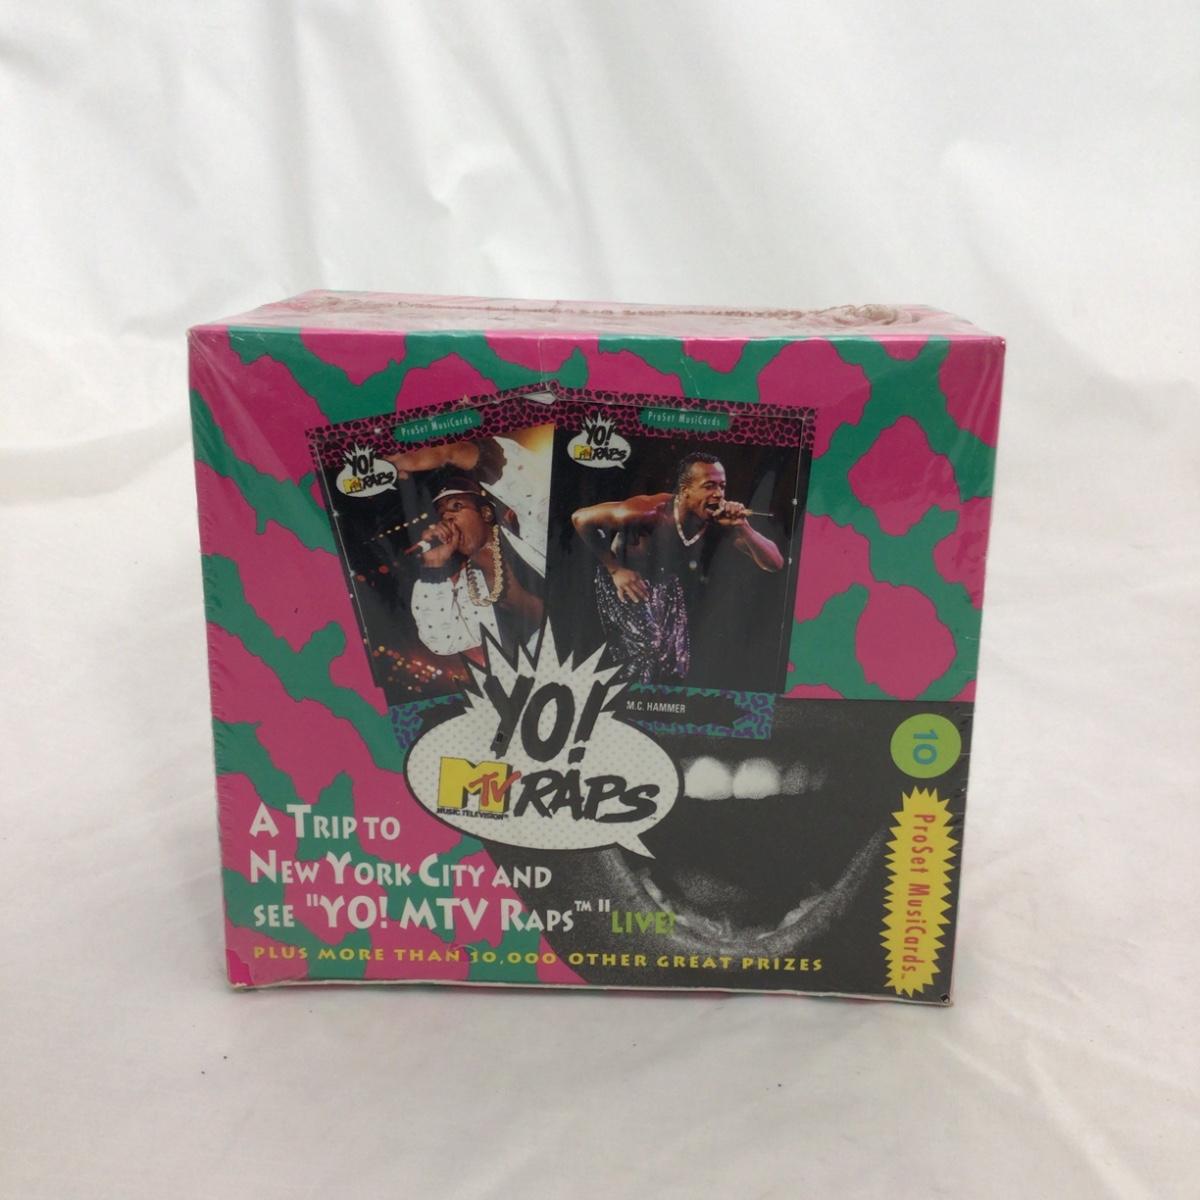 ProSet MusiCards
ProSet MusiCards
YO!
MTV RAPS
YO!
MTV RAPS
M.C. HAMMER
YO!
MTV RAPS
MUSIC TELEVISION®
10
ProSet MusiCards™
A TRIP TO
NEW YORK CITY AND
SEE "YO! MTV RAPS™" LIVE!
PLUS MORE THAN 10,000 OTHER GREAT PRIZES